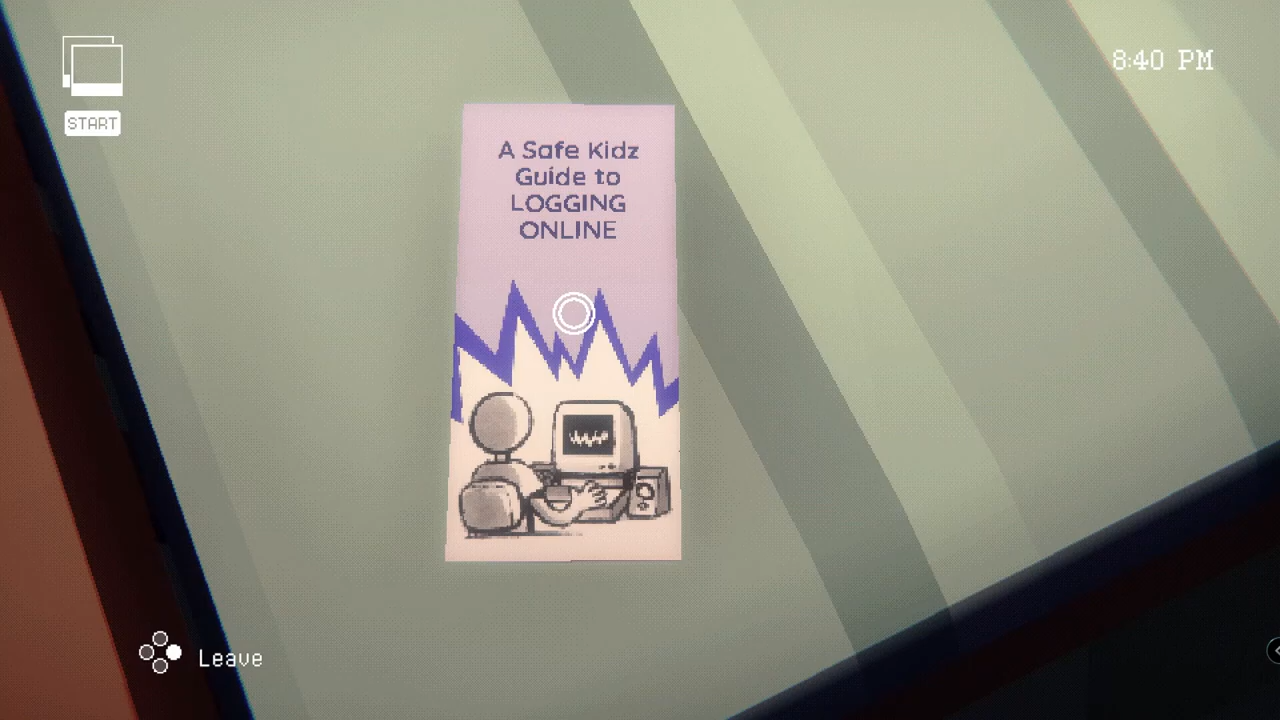 START
8:40 PM
A Safe Kidz
Guide to
LOGGING
ONLINE
Leave